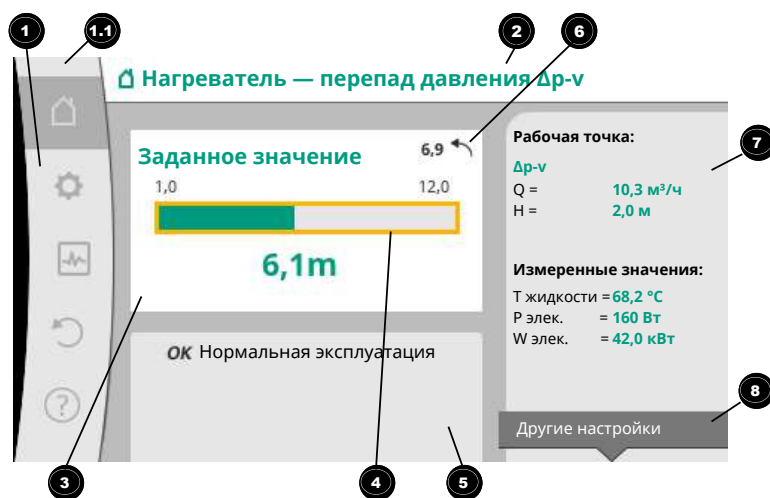 1
1.1
2
6
Нагреватель — перепад давления Δp-v
Заданное значение
6,9
1,0
12,0
6,1m
OK Нормальная эксплуатация
Рабочая точка:
7
Δp-v
Q = 10,3 м³/ч
H = 2,0 м
Измеренные значения:
T жидкости = 68,2 °C
P элек. = 160 Вт
W элек. = 42,0 кВт
8
Другие настройки
?
3
4
5